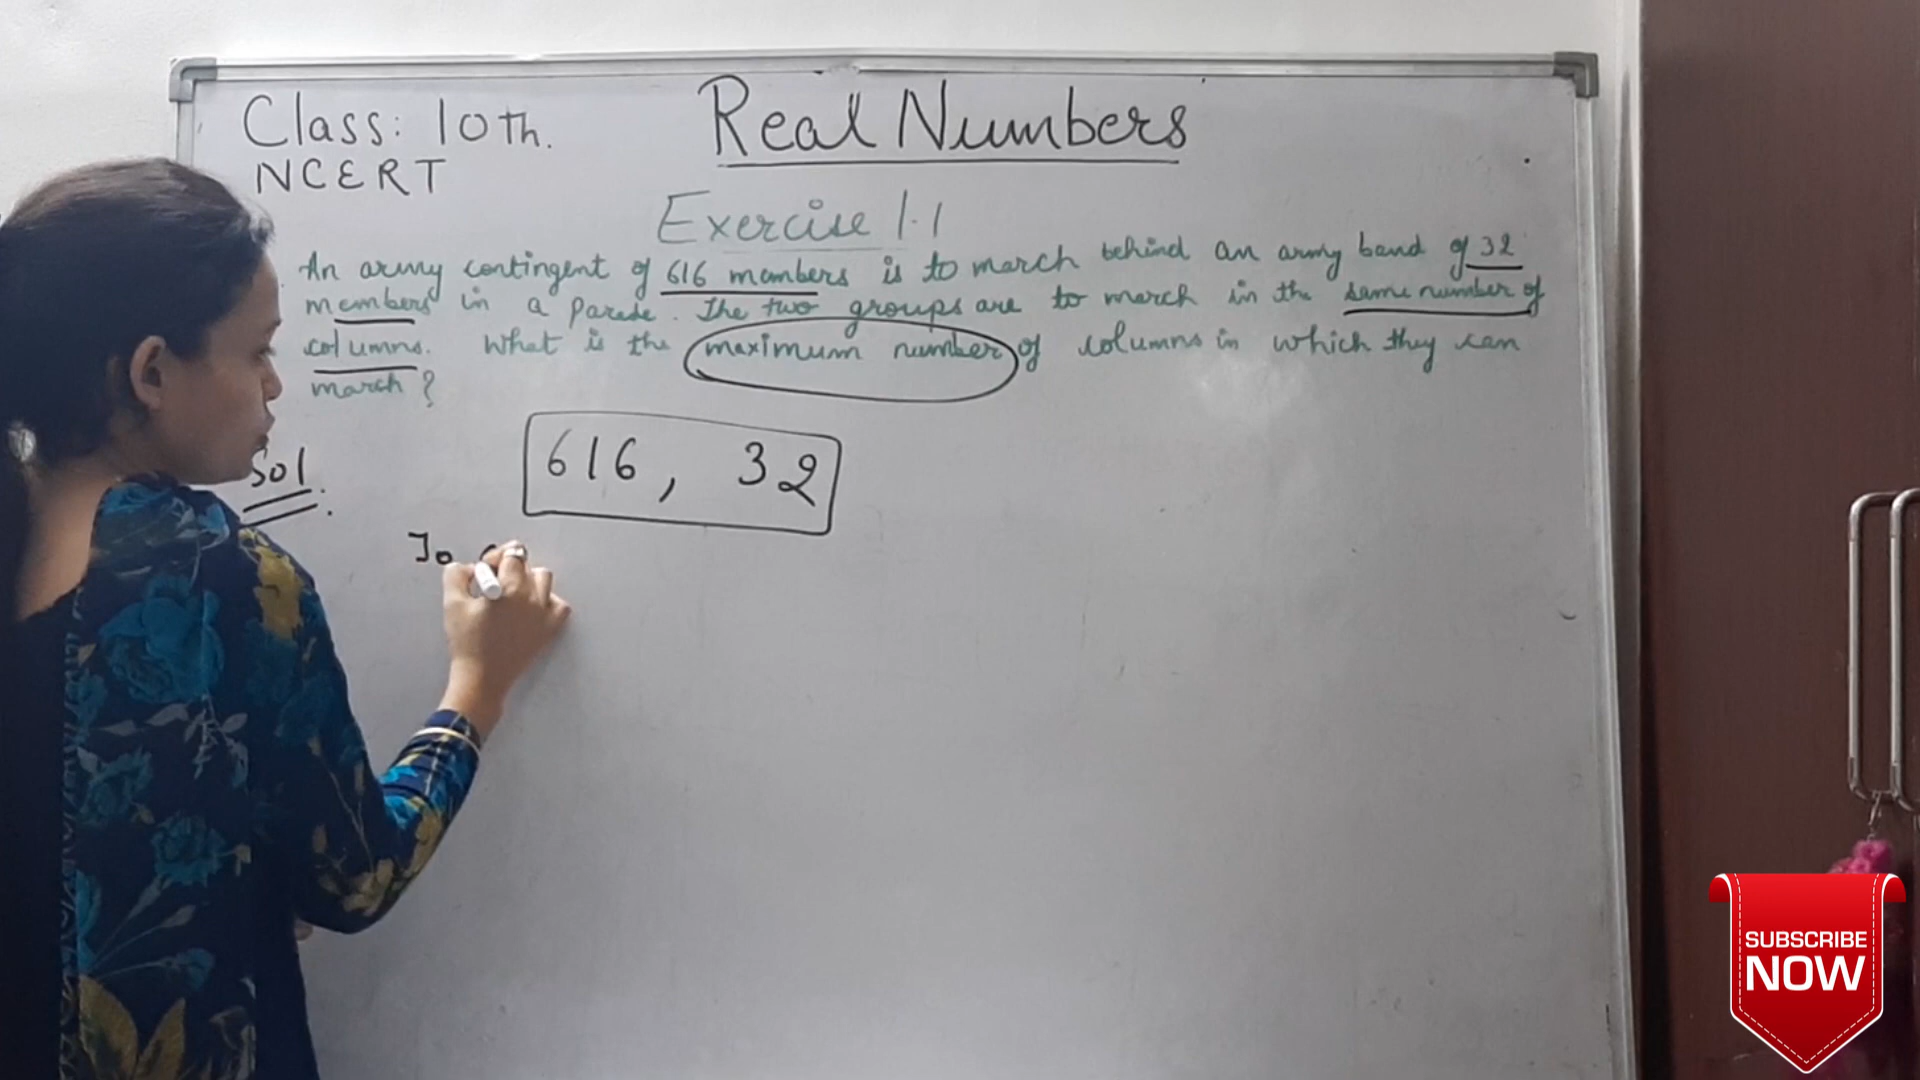 Class: 10th.
NCERT
Real Numbers
Exercise 1.1
An army contingent of 616 members is to march behind an army band of 32
members in a parade. The two groups are to march in the same number of
columns. What is the maximum number of columns in which they can
march?
Sol
616, 32
To
SUBSCRIBE
NOW